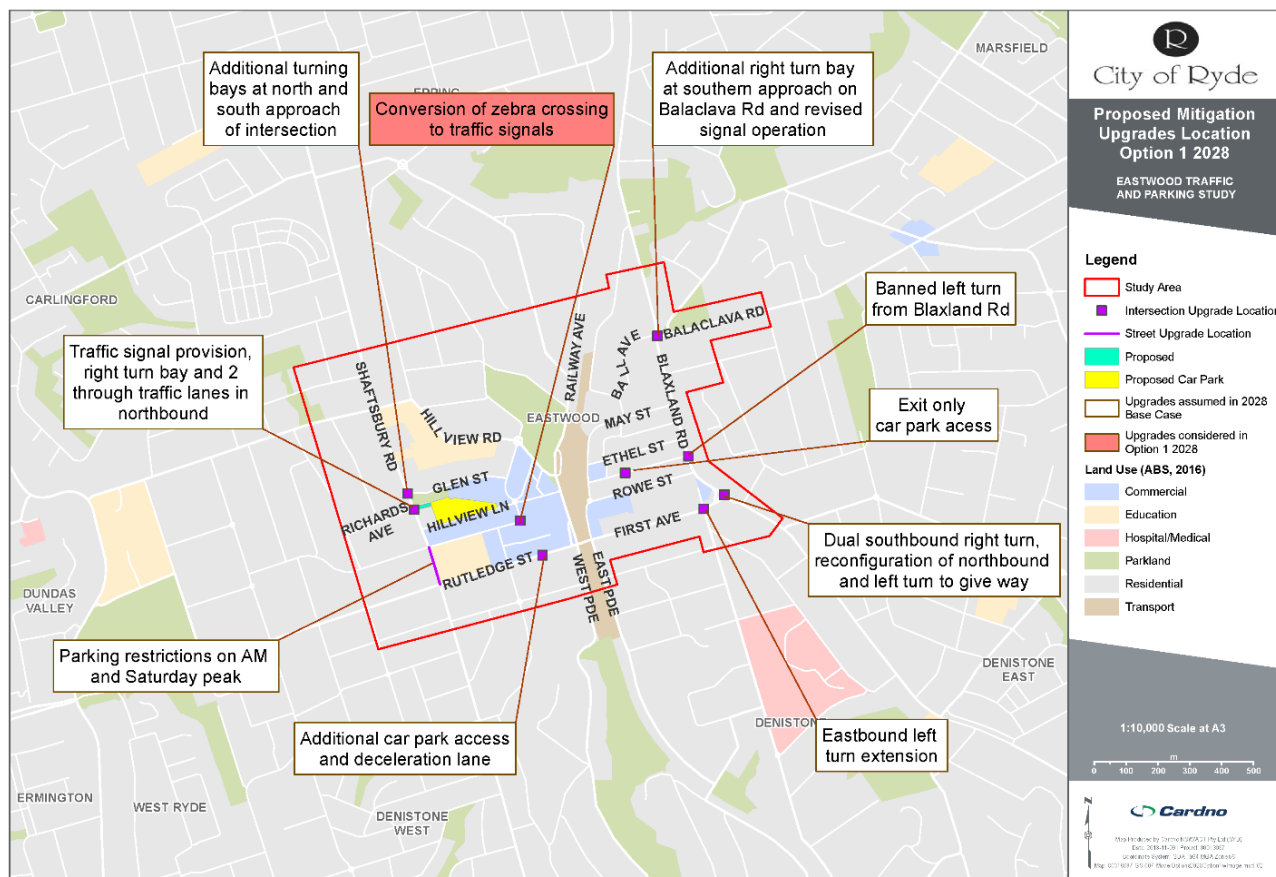 Additional turning
bays at north and
south approach
of intersection
Conversion of zebra crossing
to traffic signals
Additional right turn bay
at southern approach on
Balaclava Rd and revised
signal operation
MARSFIELD
EPPING
CARLINGFORD
Banned left turn
from Blaxland Rd
Traffic signal provision,
right turn bay and 2
through traffic lanes in
northbound
Exit only
car park acess
SHAFTSBURY RD
HILLVIEW RD
RAILWAY AVE
EASTWOOD
BALL AVE
BALACLAVA RD
BLAXLAND RD
MAY ST
ETHEL ST
ROWE ST
FIRST AVE
GLEN ST
HILLVIEW LN
RICHARDS AVE
RUTLEDGE ST
WEST PDE
EAST PDE
DUNDAS
VALLEY
Parking restrictions on AM
and Saturday peak
Additional car park access
and deceleration lane
Dual southbound right turn,
reconfiguration of northbound
and left turn to give way
Eastbound left
turn extension
DENISTONE
DENISTONE
EAST
ERMINGTON
WEST RYDE
DENISTONE
WEST
R
City of Ryde
Proposed Mitigation
Upgrades Location
Option 1 2028
EASTWOOD TRAFFIC
AND PARKING STUDY
Legend
Study Area
Intersection Upgrade Location
Street Upgrade Location
Proposed
Proposed Car Park
Upgrades assumed in 2028
Base Case
Upgrades considered in
Option 1 2028
Land Use (ABS, 2016)
Commercial
Education
Hospital/Medical
Parkland
Residential
Transport
1:10,000 Scale at A3
m
0 100 200 300 400 500
Cardno